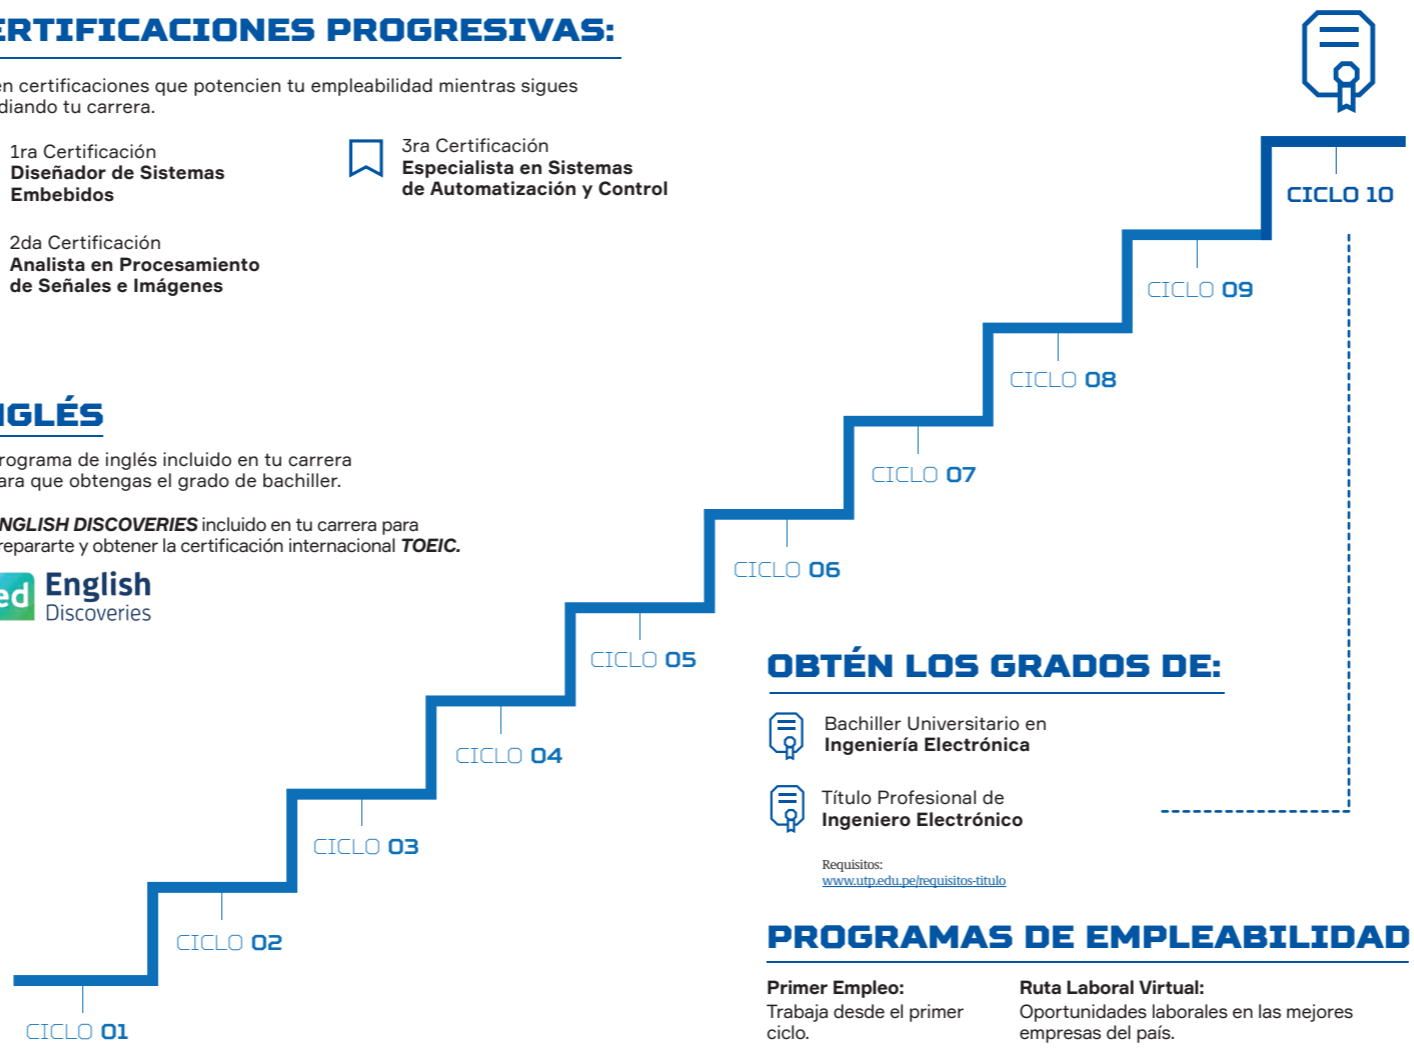 ERTIFICACIONES PROGRESIVAS:
én certificaciones que potencien tu empleabilidad mientras sigues
diando tu carrera.
1ra Certificación
Diseñador de Sistemas
Embebidos
2da Certificación
Analista en Procesamiento
de Señales e Imágenes
3ra Certificación
Especialista en Sistemas
de Automatización y Control
NGLÉS
rograma de inglés incluido en tu carrera
ara que obtengas el grado de bachiller.
NGLISH DISCOVERIES incluido en tu carrera para
repararte y obtener la certificación internacional TOEIC.
ed English
Discoveries
CICLO 10
CICLO 09
CICLO 08
CICLO 07
CICLO 06
CICLO 05
CICLO 04
CICLO 03
CICLO 02
CICLO 01
OBTÉN LOS GRADOS DE:
Bachiller Universitario en
Ingeniería Electrónica
Título Profesional de
Ingeniero Electrónico
Requisitos:
www.utp.edu.pe/requisitos-titulo
PROGRAMAS DE EMPLEABILIDAD
Primer Empleo:
Trabaja desde el primer
ciclo.
Ruta Laboral Virtual:
Oportunidades laborales en las mejores
empresas del país.